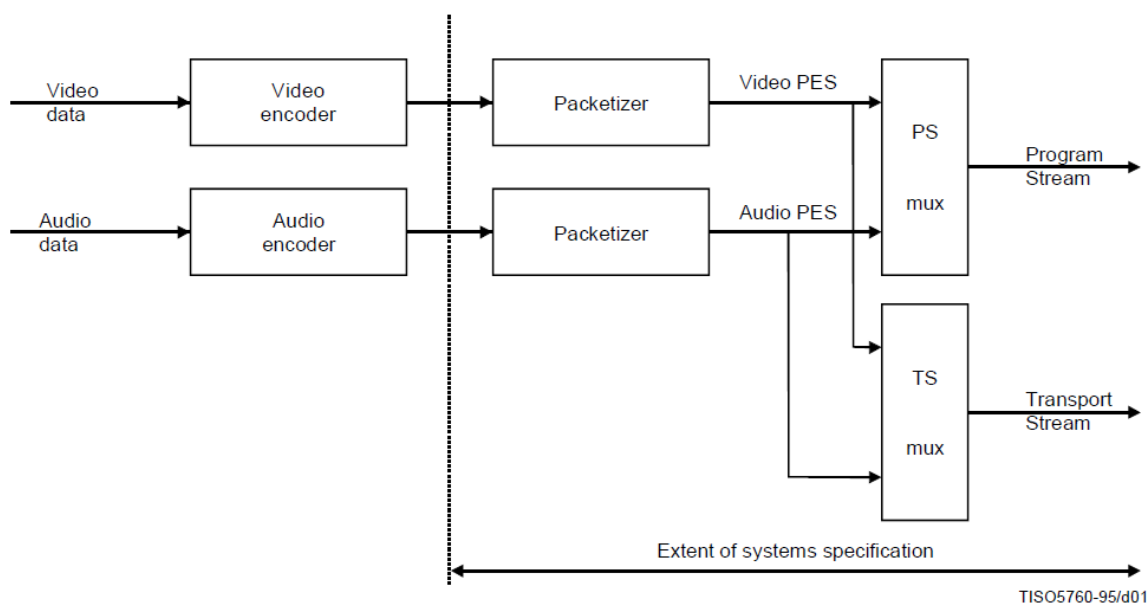 Video
data
Video
encoder
Packetizer
Video PES
PS
mux
Program
Stream
Audio
data
Audio
encoder
Packetizer
Audio PES
TS
mux
Transport
Stream
Extent of systems specification
TISO5760-95/d01